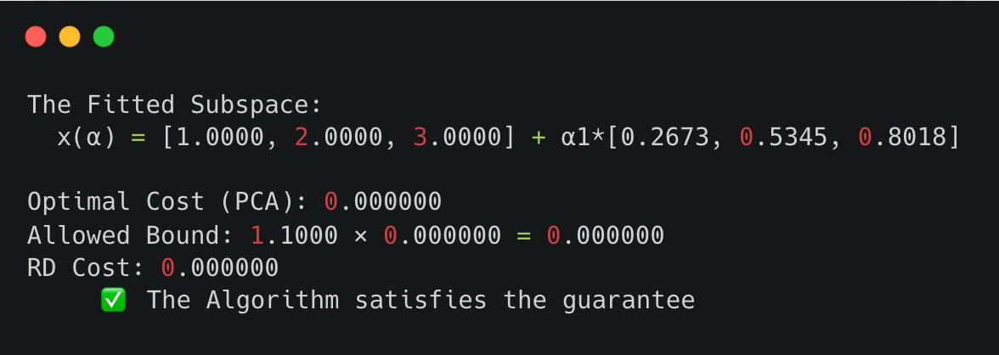 The Fitted Subspace:
x(α) = [1.0000, 2.0000, 3.0000] + α1*[0.2673, 0.5345, 0.8018]
Optimal Cost (PCA): 0.000000
Allowed Bound: 1.1000 × 0.000000 = 0.000000
RD Cost: 0.000000
✅ The Algorithm satisfies the guarantee